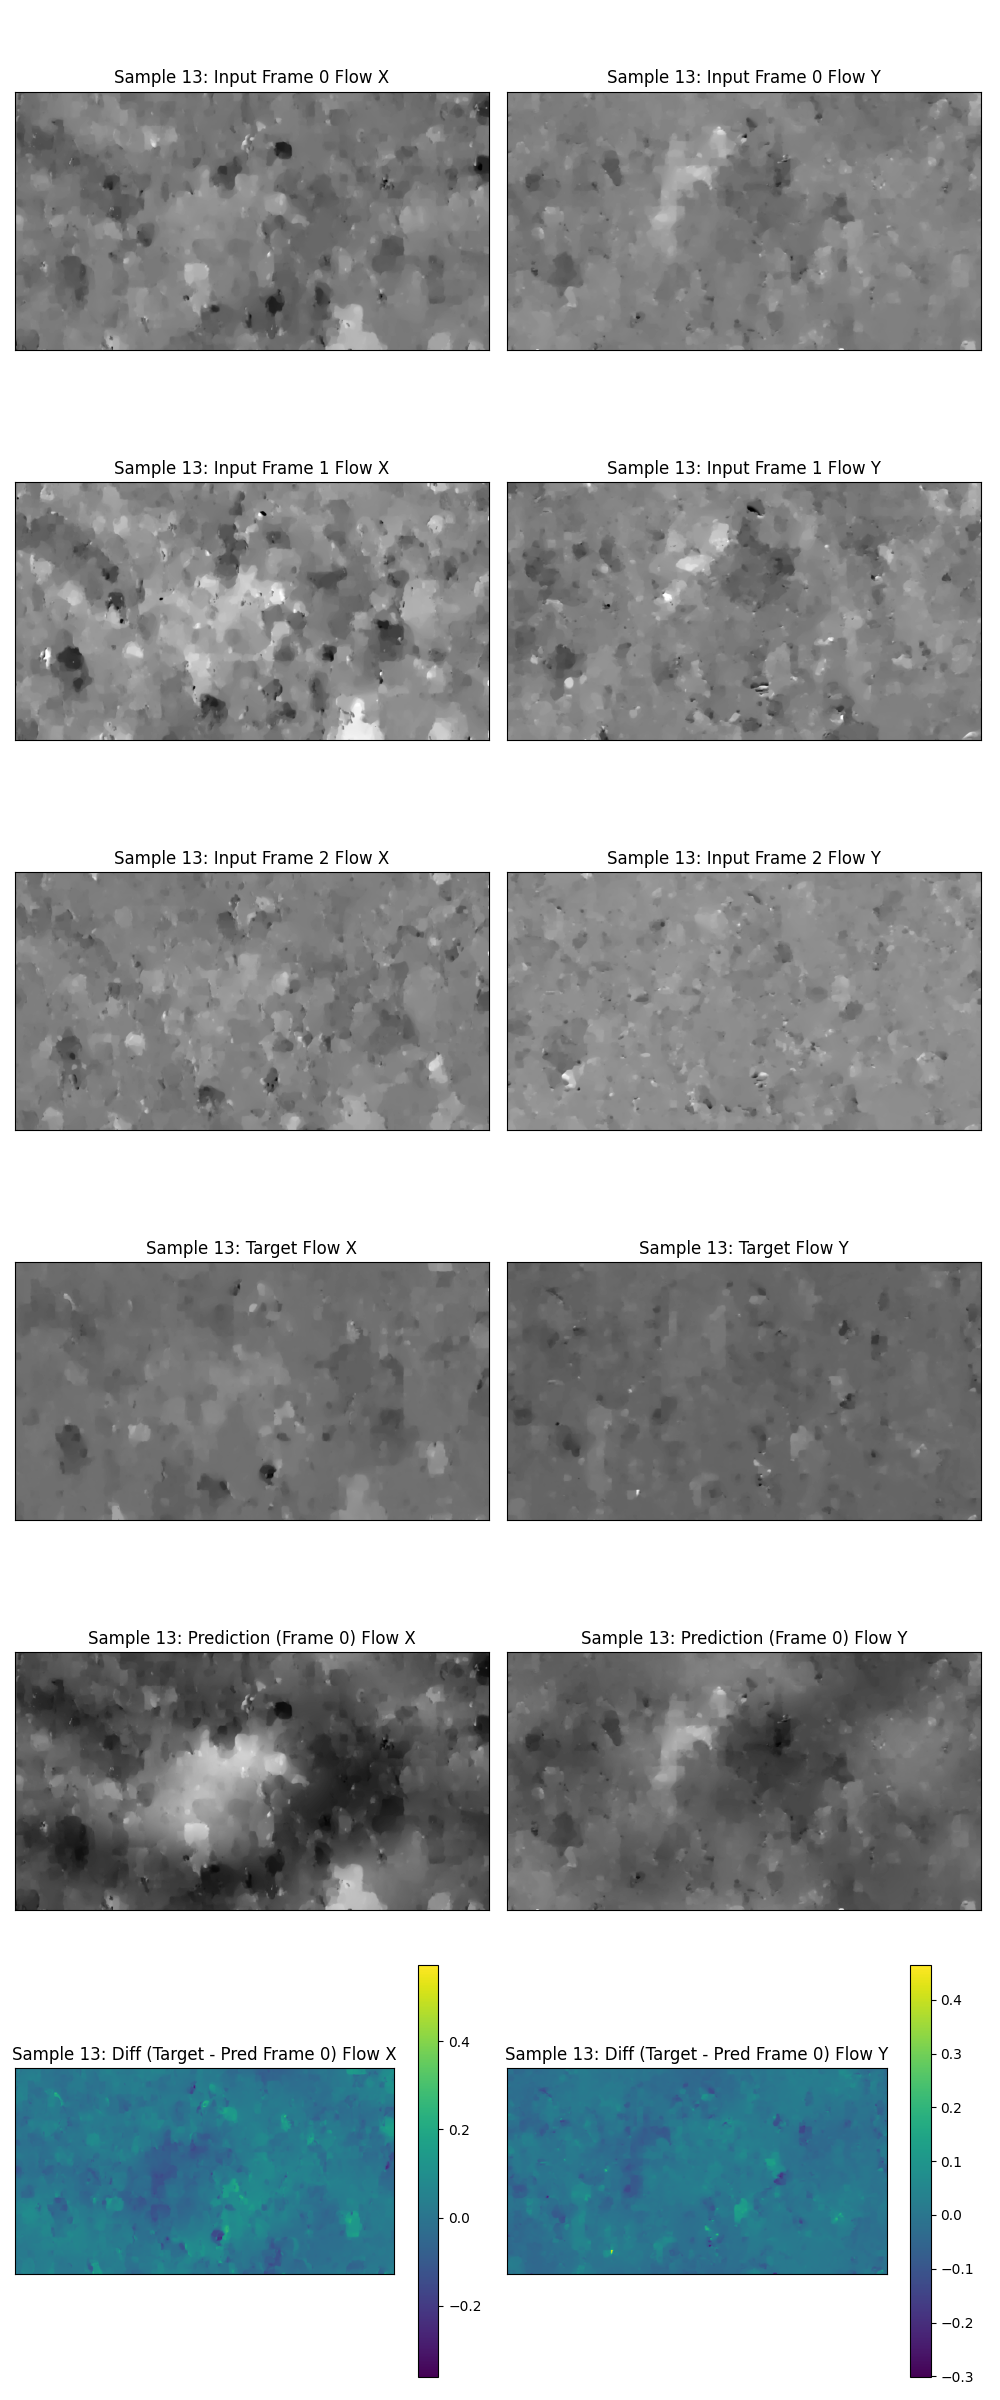 Sample 13: Input Frame 0 Flow X
Sample 13: Input Frame 0 Flow Y
Sample 13: Input Frame 1 Flow X
Sample 13: Input Frame 1 Flow Y
Sample 13: Input Frame 2 Flow X
Sample 13: Input Frame 2 Flow Y
Sample 13: Target Flow X
Sample 13: Target Flow Y
Sample 13: Prediction (Frame 0) Flow X
Sample 13: Prediction (Frame 0) Flow Y
Sample 13: Diff (Target - Pred Frame 0) Flow X
0.4
0.2
0.0
−0.2
Sample 13: Diff (Target - Pred Frame 0) Flow Y
0.4
0.3
0.2
0.1
0.0
−0.1
−0.2
−0.3